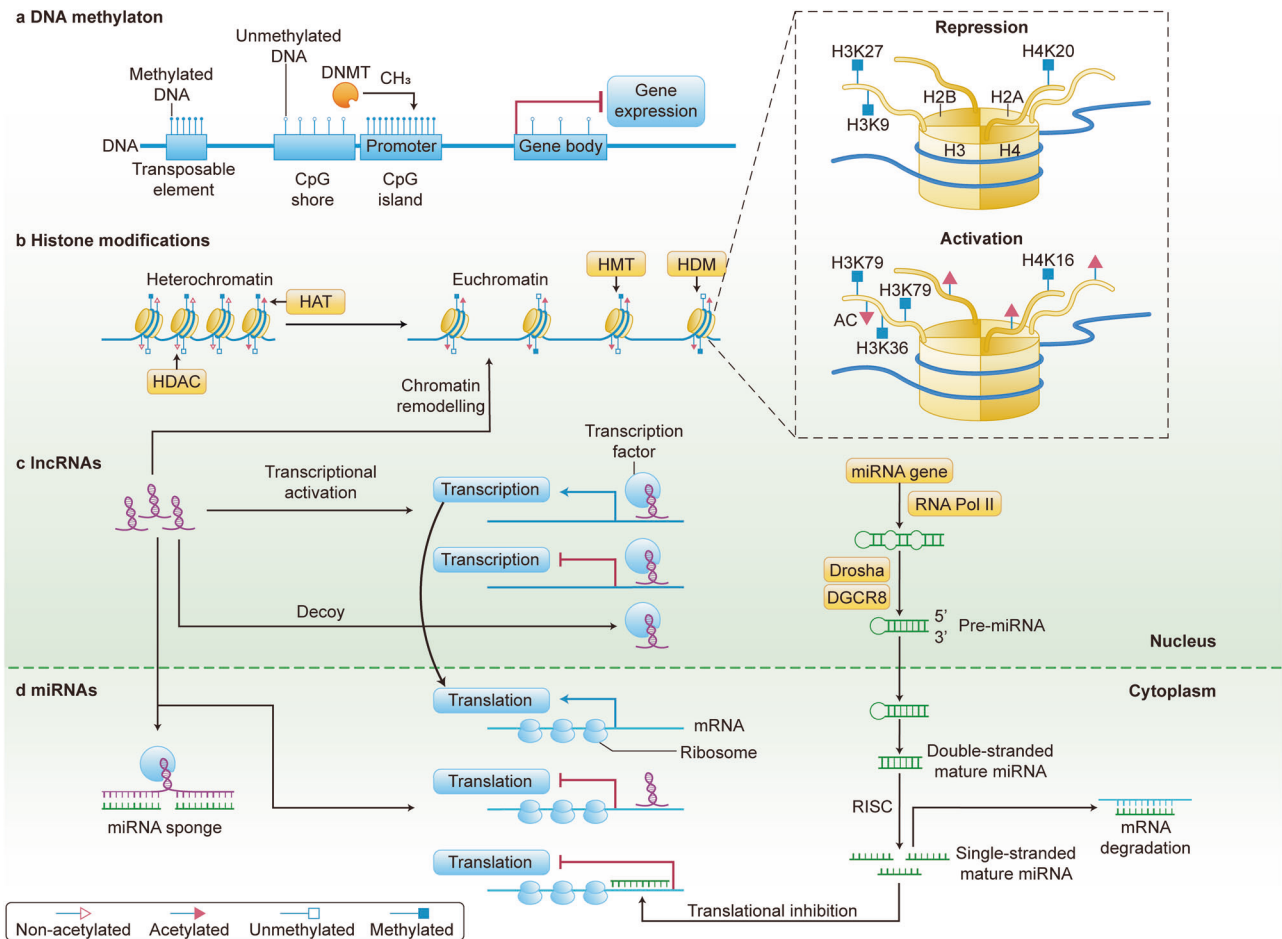 a DNA methylaton
Unmethylated
DNA
DNMT
CH₃
Methylated
DNA
Gene
expression
DNA
Promoter
Gene body
Transposable
element
CpG
shore
CpG
island
Repression
H3K27
H4K20
H2B
H2A
H3K9
H3
H4
b Histone modifications
Heterochromatin
HAT
HDAC
Euchromatin
HMT
HDM
Chromatin
remodelling
Activation
H3K79
H4K16
H3K79
AC
H3K36
c lncRNAs
Transcriptional
activation
Transcription
Transcription
factor
Transcription
Decoy
miRNA gene
RNA Pol II
Drosha
DGCR8
5’
3’
Pre-miRNA
Nucleus
d miRNAs
Cytoplasm
Translation
mRNA
Ribosome
Translation
miRNA sponge
Double-stranded
mature miRNA
RISC
mRNA
degradation
Single-stranded
mature miRNA
Translation
Translational inhibition
Non-acetylated
Acetylated
Unmethylated
Methylated